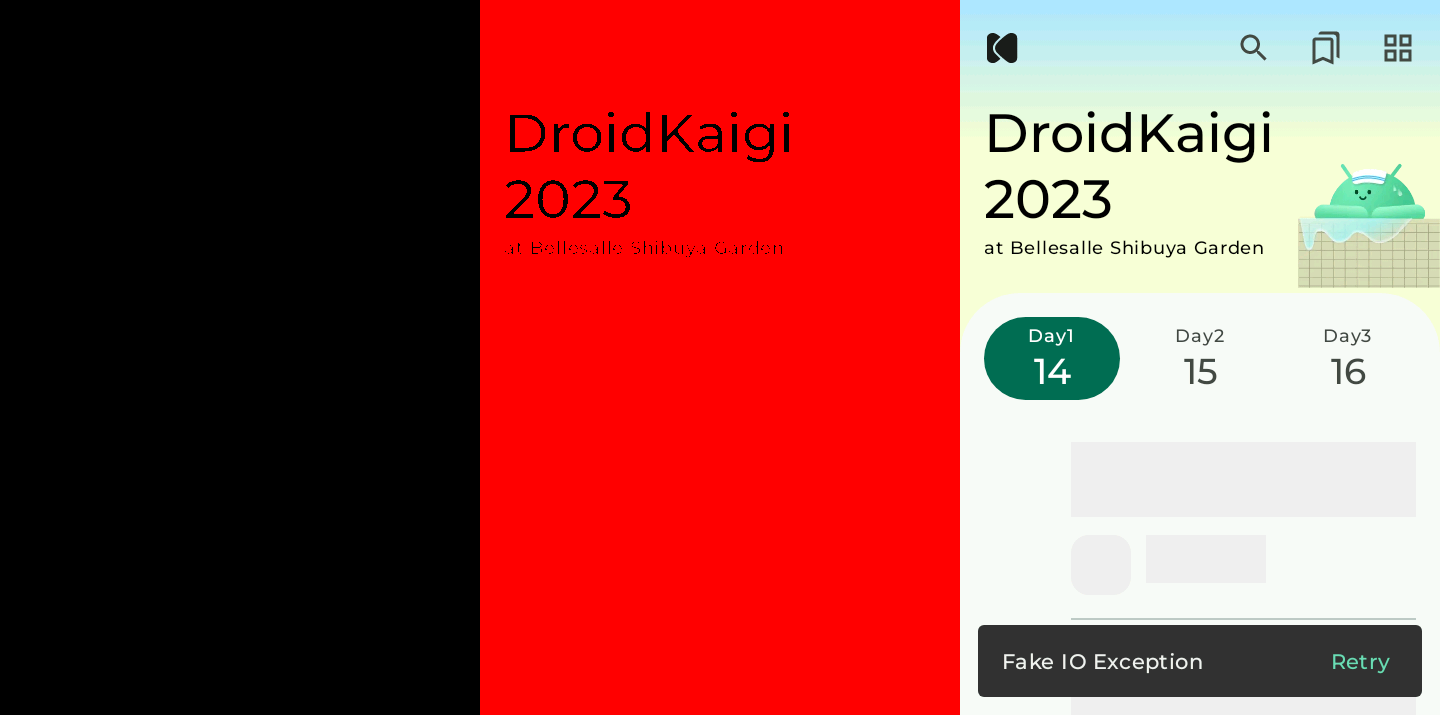 DroidKaigi
2023
at Bellesalle Shibuya Garden
DroidKaigi
2023
at Bellesalle Shibuya Garden
Day1
14
Day2
15
Day3
16
Fake IO Exception
Retry